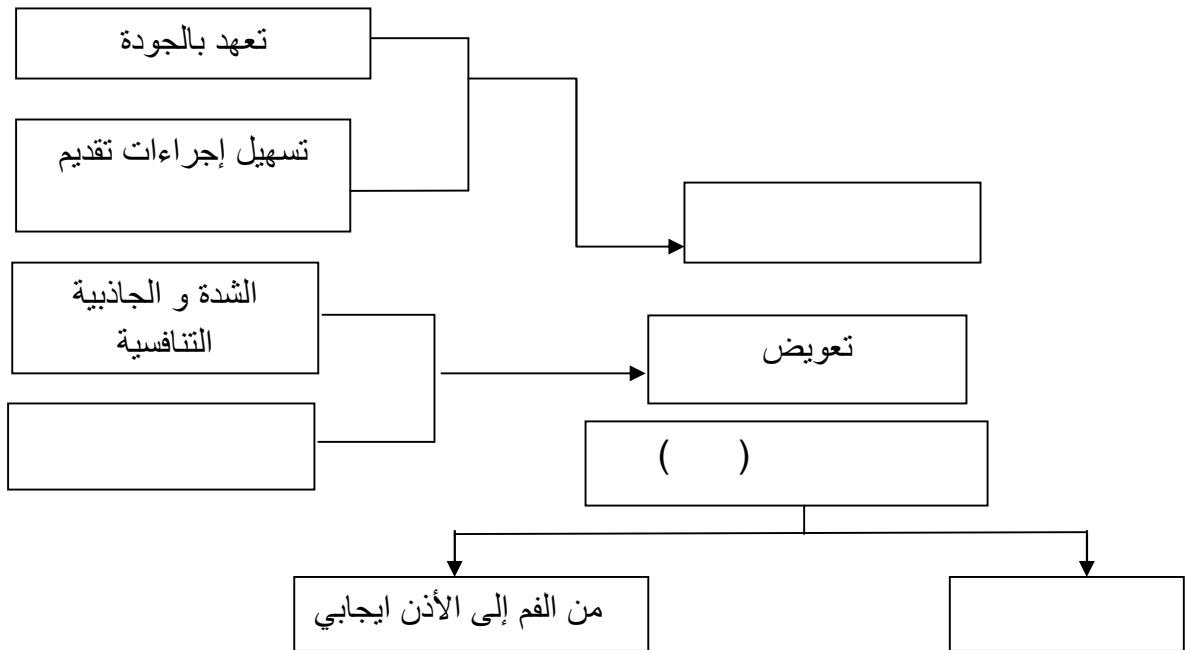 تعهد بالجودة
تسهيل إجراءات تقديم
الشدة و الجاذبية
التنافسية
تعويض
( )
من الفم إلى الأذن ايجابي